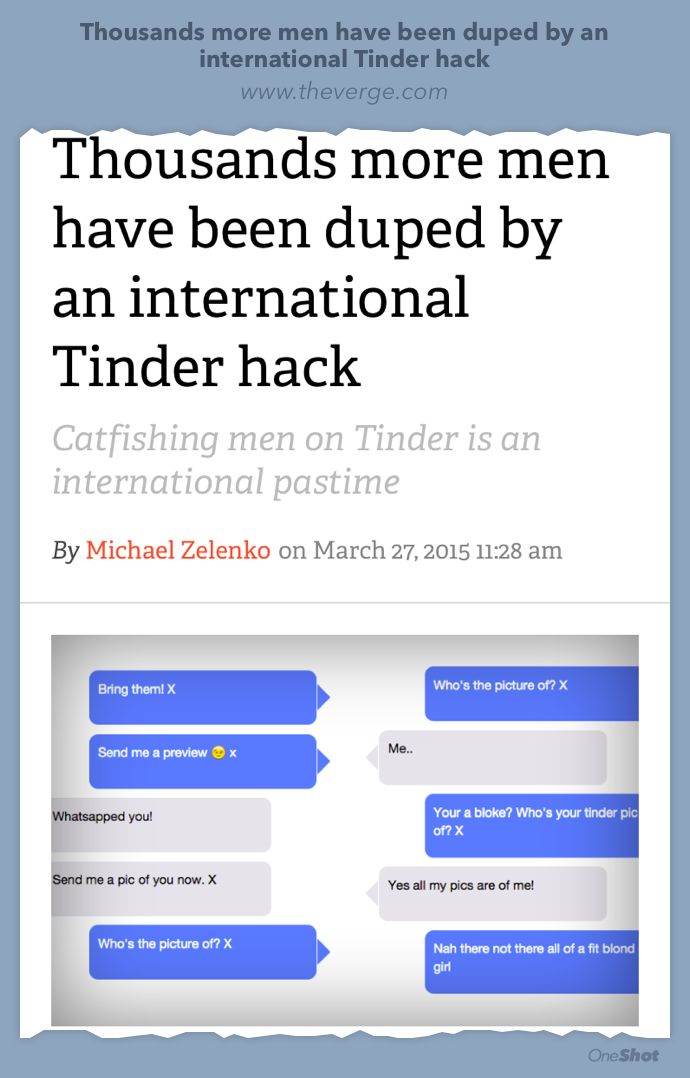 Thousands more men have been duped by an
international Tinder hack
www.theverge.com
Thousands more men
have been duped by
an international
Tinder hack
Catfishing men on Tinder is an
international pastime
By Michael Zelenko on March 27, 2015 11:28 am
Bring them! X
Send me a preview 😏 x
Whatsapped you!
Send me a pic of you now. X
Who's the picture of? X
Who's the picture of? X
Me..
Your a bloke? Who's your tinder pic
of? X
Yes all my pics are of me!
Nah there not there all of a fit blond
girl
OneShot